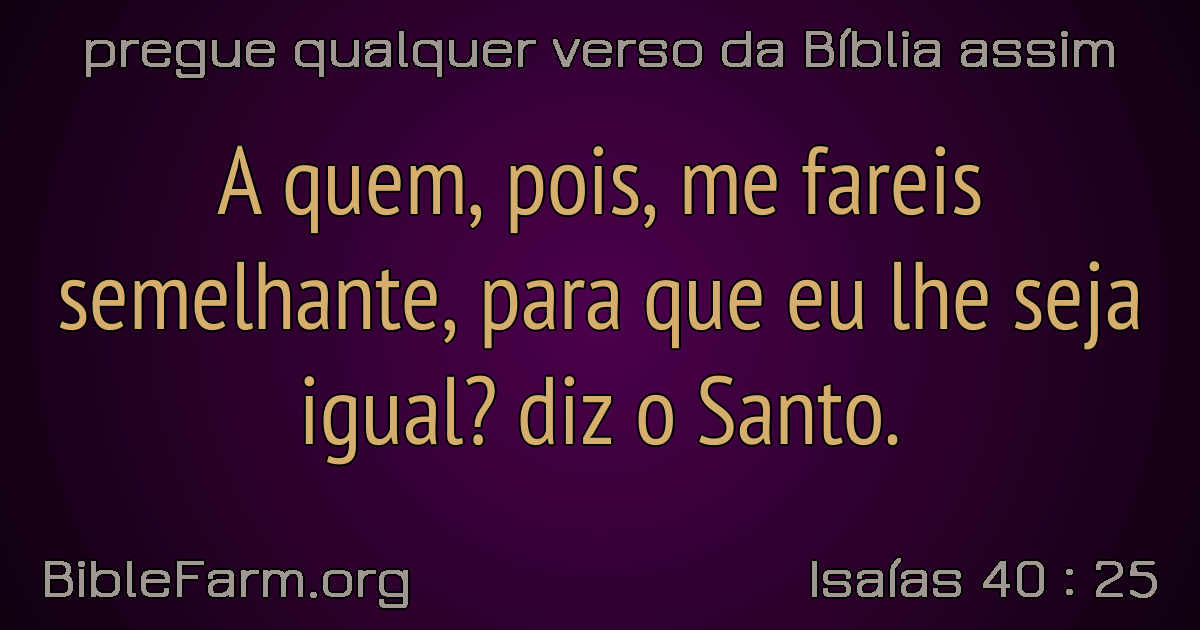 pregue qualquer verso da Bíblia assim
A quem, pois, me fareis
semelhante, para que eu lhe seja
igual? diz o Santo.
BibleFarm.org
Isaías 40 : 25